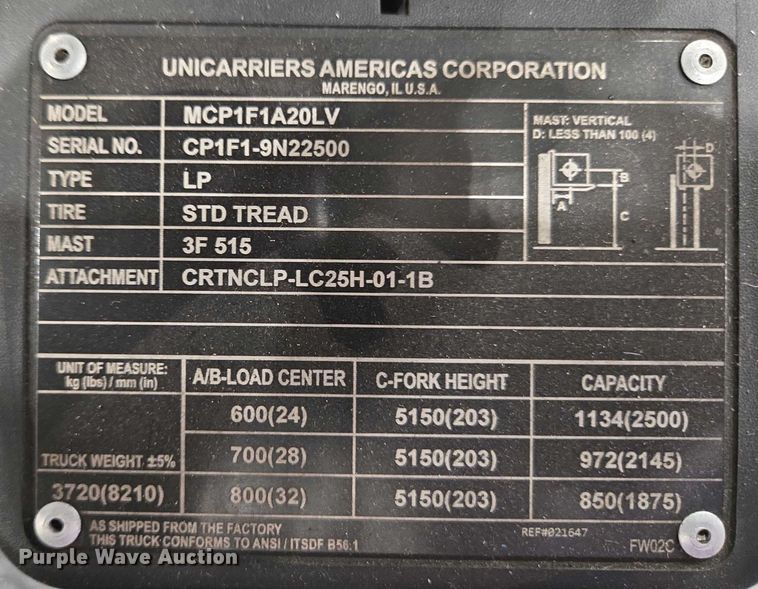 UNICARRIERS AMERICAS CORPORATION
MARENGO, IL U.S.A.
MODEL MCP1F1A20LV
SERIAL NO. CP1F1-9N22500
TYPE LP
TIRE STD TREAD
MAST 3F 515
ATTACHMENT CRTNCLP-LC25H-01-1B
MAST: VERTICAL
D: LESS THAN 100 (4)
D
B
A
C
UNIT OF MEASURE:
kg (lbs) / mm (in)
A/B-LOAD CENTER C-FORK HEIGHT CAPACITY
600(24) 5150(203) 1134(2500)
TRUCK WEIGHT ±5% 700(28) 5150(203) 972(2145)
3720(8210) 800(32) 5150(203) 850(1875)
AS SHIPPED FROM THE FACTORY
THIS TRUCK CONFORMS TO ANSI / ITSDF B56.1
REF#021647
FW02C
Purple Wave Auction